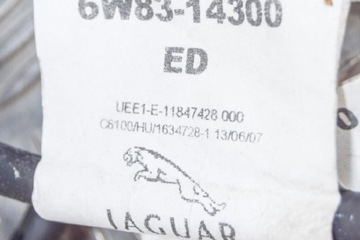 6W83-14300
ED
UEE1-E-11847428 000
C6100/HU/1634728-1 13/06/07
JAGUAR